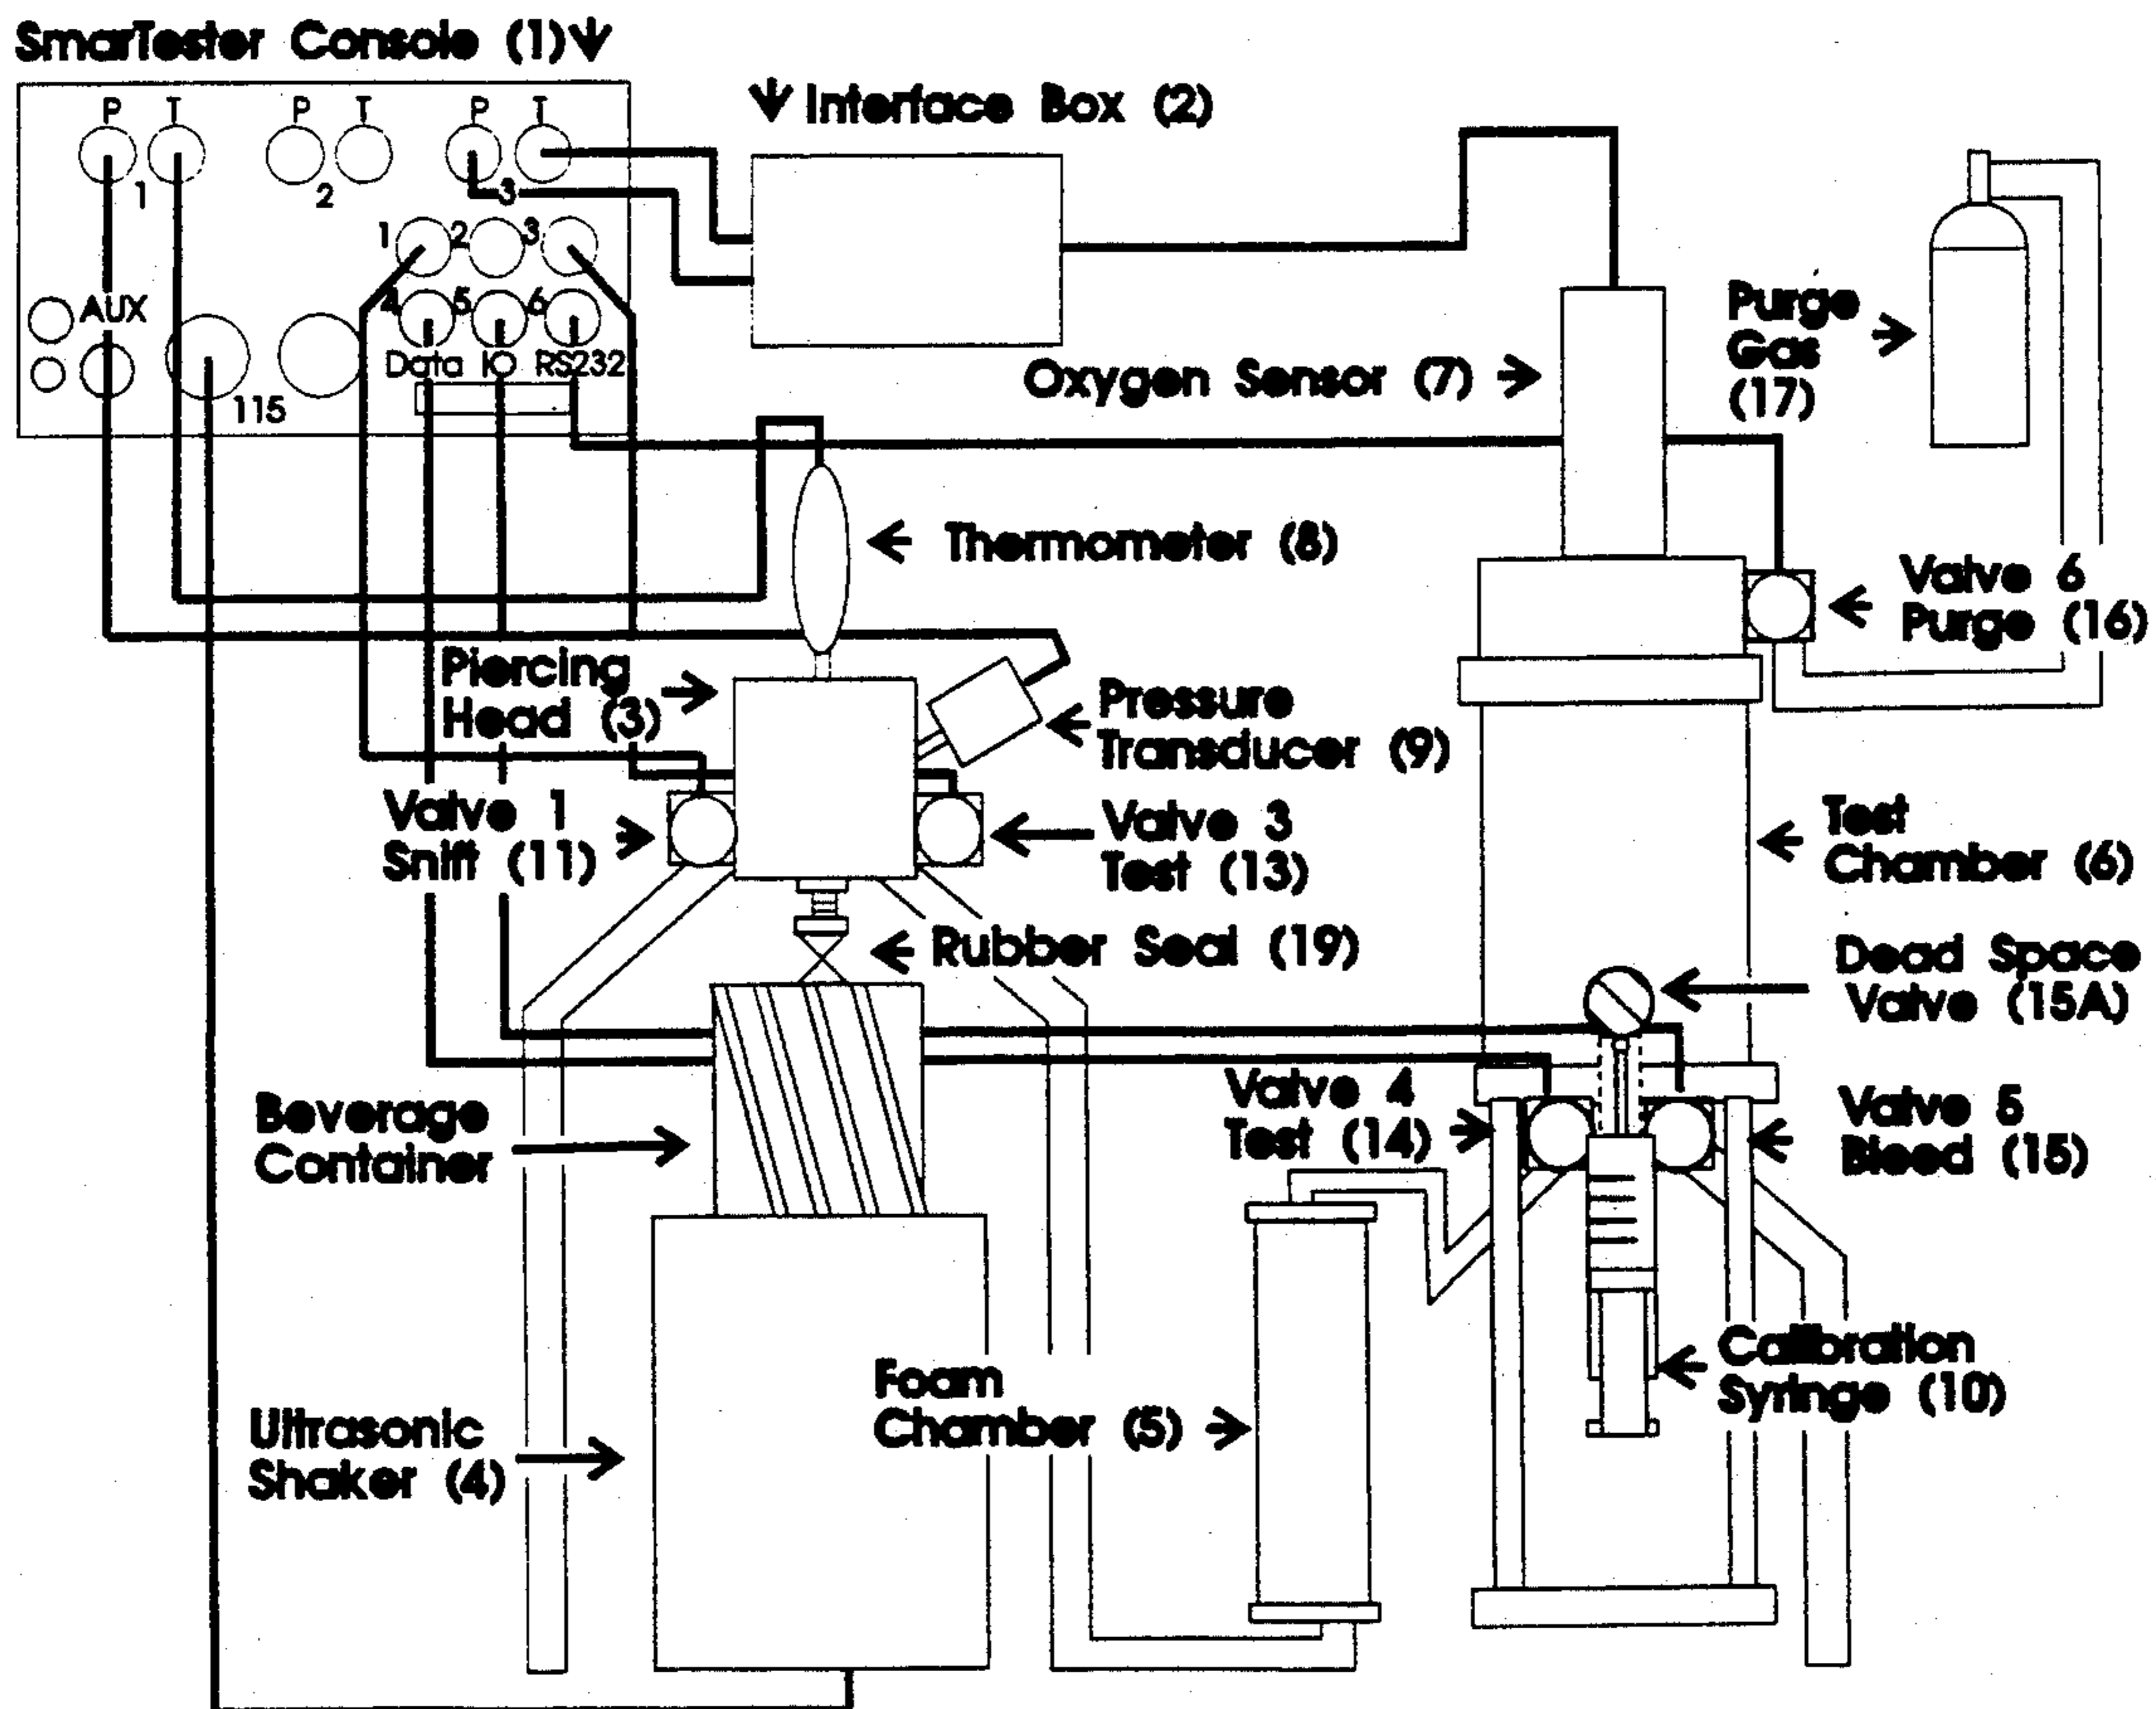 SmarTester Console (1)
P T P T P T
1 2 3
1 2 3
4 5 6
AUX
Data IO RS232
115
Interface Box (2)
Oxygen Sensor (7)
Purge
Gas
(17)
Thermometer (8)
Valve 6
Purge (16)
Piercing
Head (3)
Pressure
Transducer (9)
Valve 1
Sniff (11)
Valve 3
Test (13)
Test
Chamber (6)
Rubber Seal (19)
Dead Space
Valve (15A)
Beverage
Container
Valve 4
Test (14)
Valve 5
Bleed (15)
Calibration
Syringe (10)
Foam
Chamber (5)
Ultrasonic
Shaker (4)